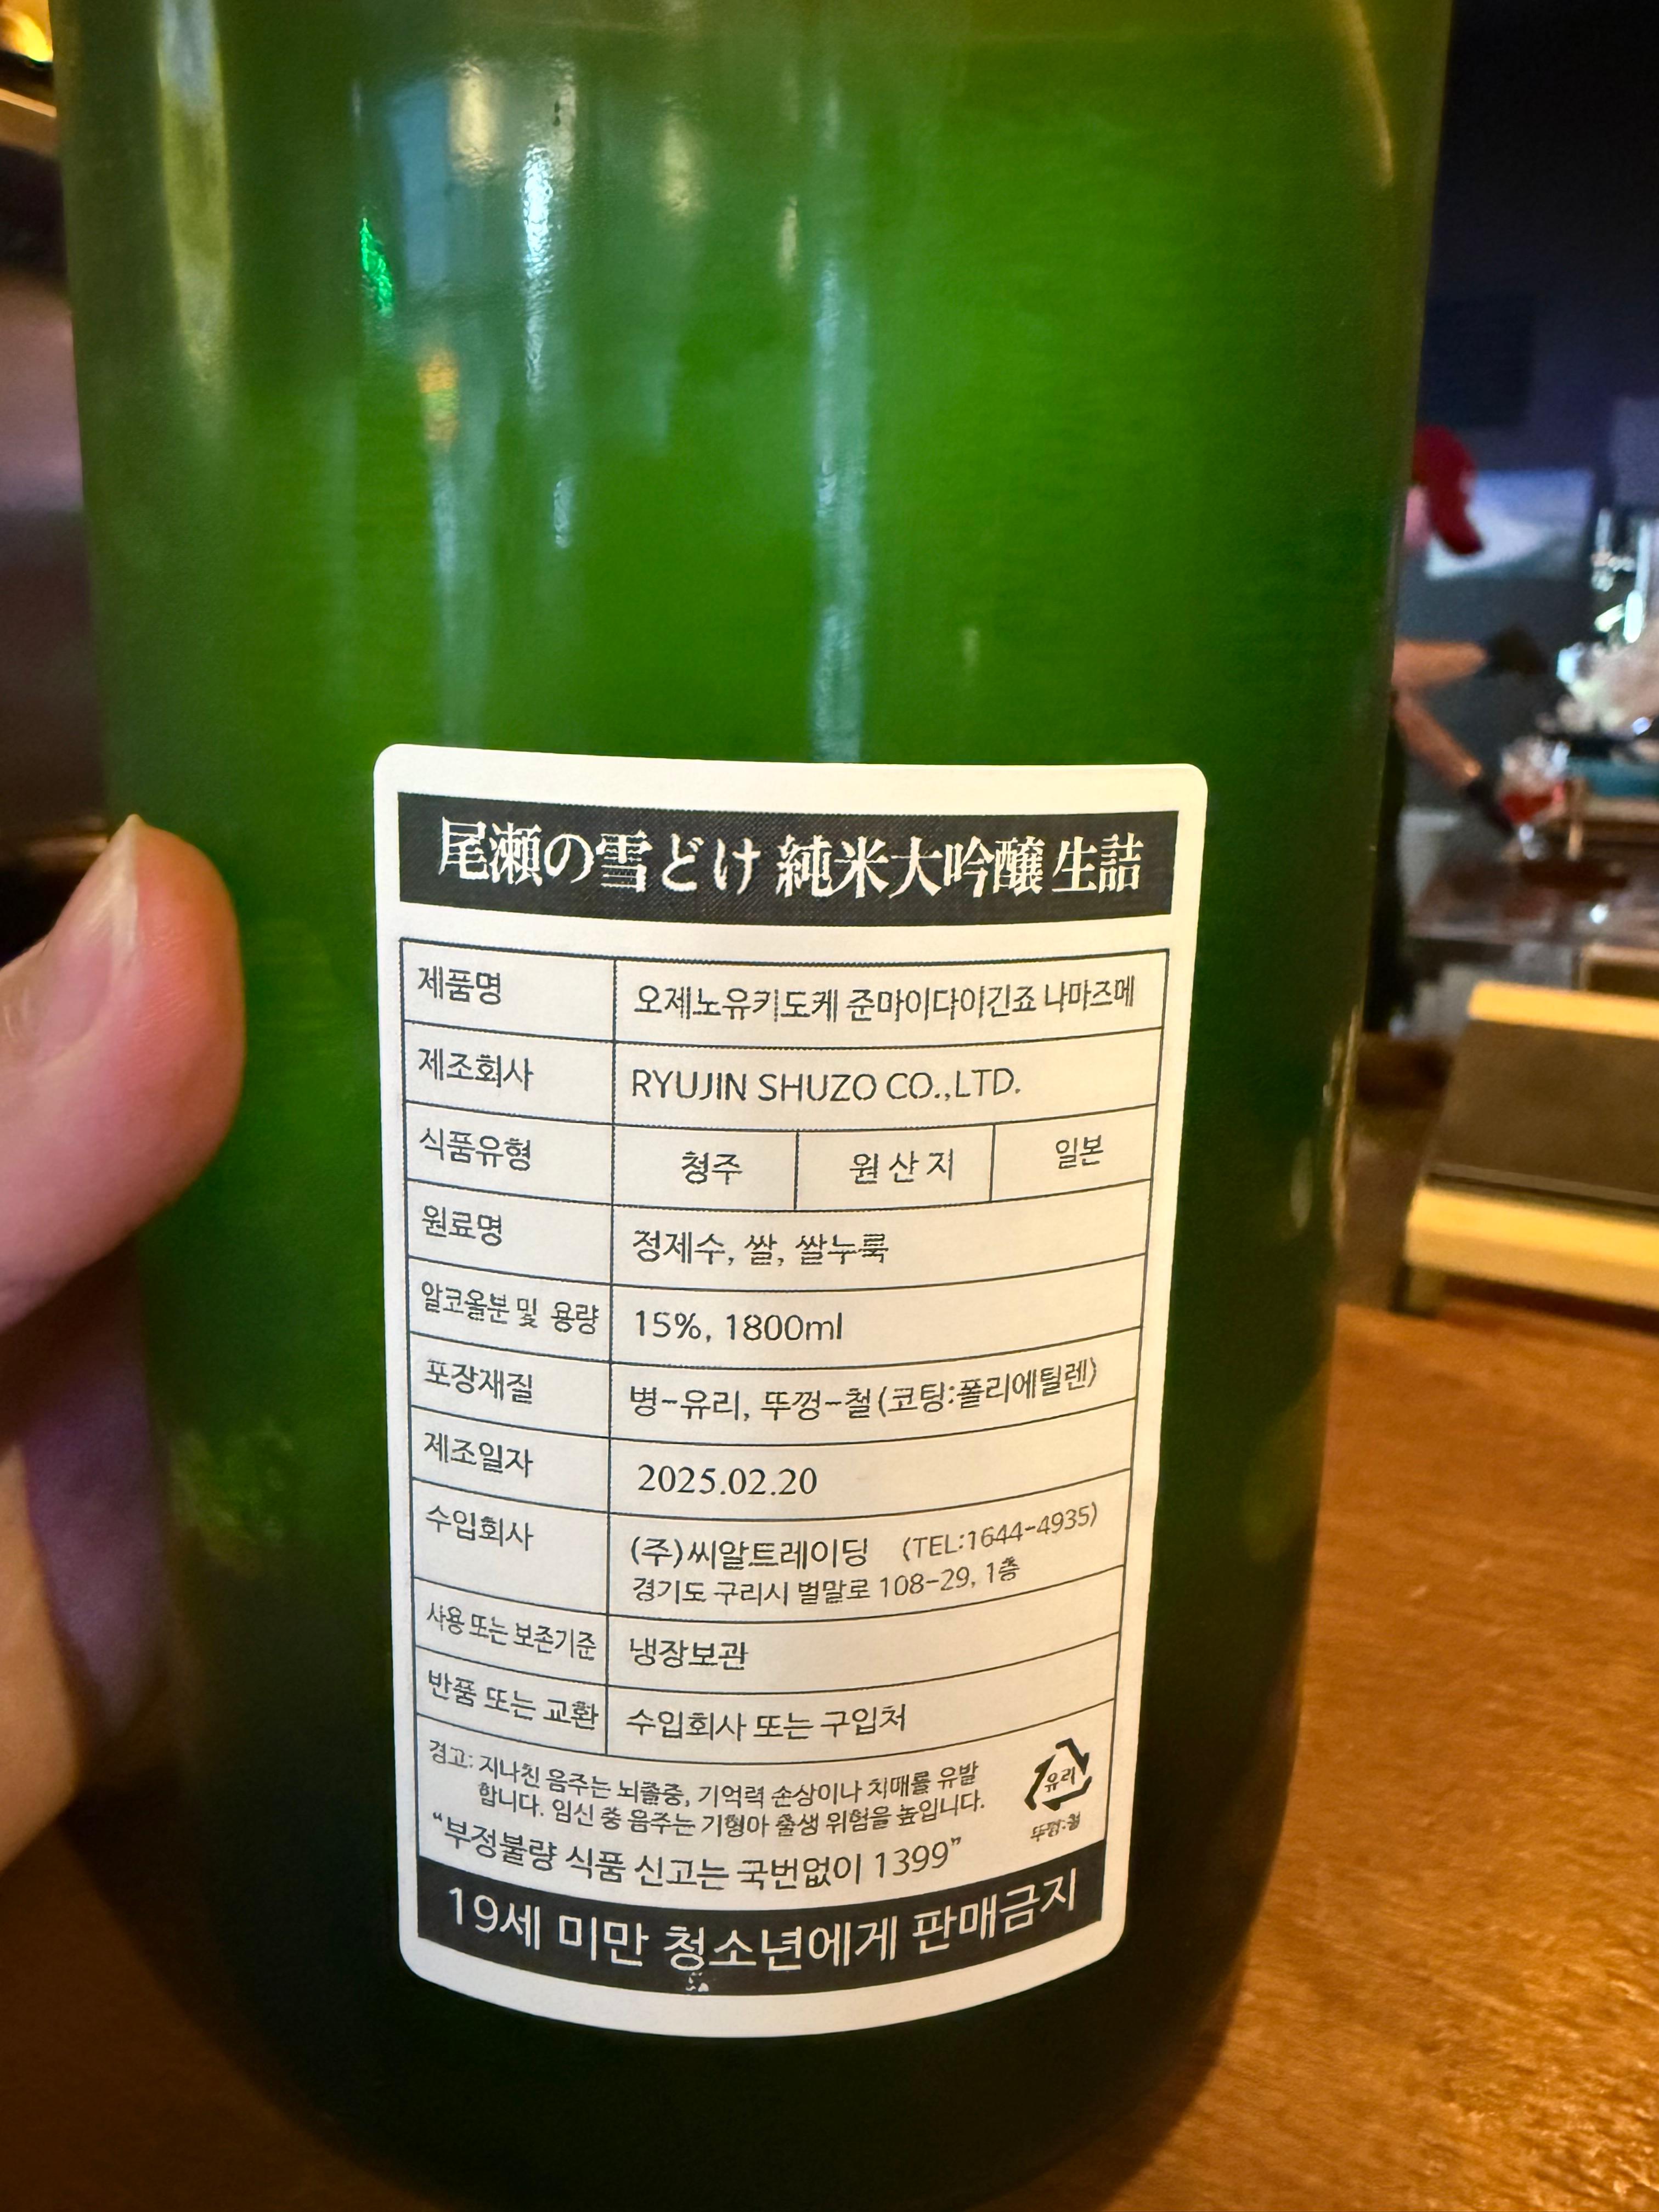 尾瀬の雪どけ 純米大吟醸 生詰
제품명 오제노유키도케 준마이다이긴죠 나마즈메
제조회사 RYUJIN SHUZO CO.,LTD.
식품유형 청주 원산지 일본
원료명 정제수, 쌀, 쌀누룩
알코올분 및 용량 15%, 1800ml
포장재질 병-유리, 뚜껑-철(코팅:폴리에틸렌)
제조일자 2025.02.20
수입회사 (주)씨알트레이딩 (TEL:1644-4935)
경기도 구리시 벌말로 108-29, 1층
사용 또는 보존기준 냉장보관
반품 또는 교환 수입회사 또는 구입처
경고: 지나친 음주는 뇌졸중, 기억력 손상이나 치매를 유발
합니다. 임신 중 음주는 기형아 출생 위험을 높입니다.
유리
뚜껑:철
“부정불량 식품 신고는 국번없이 1399”
19세 미만 청소년에게 판매금지